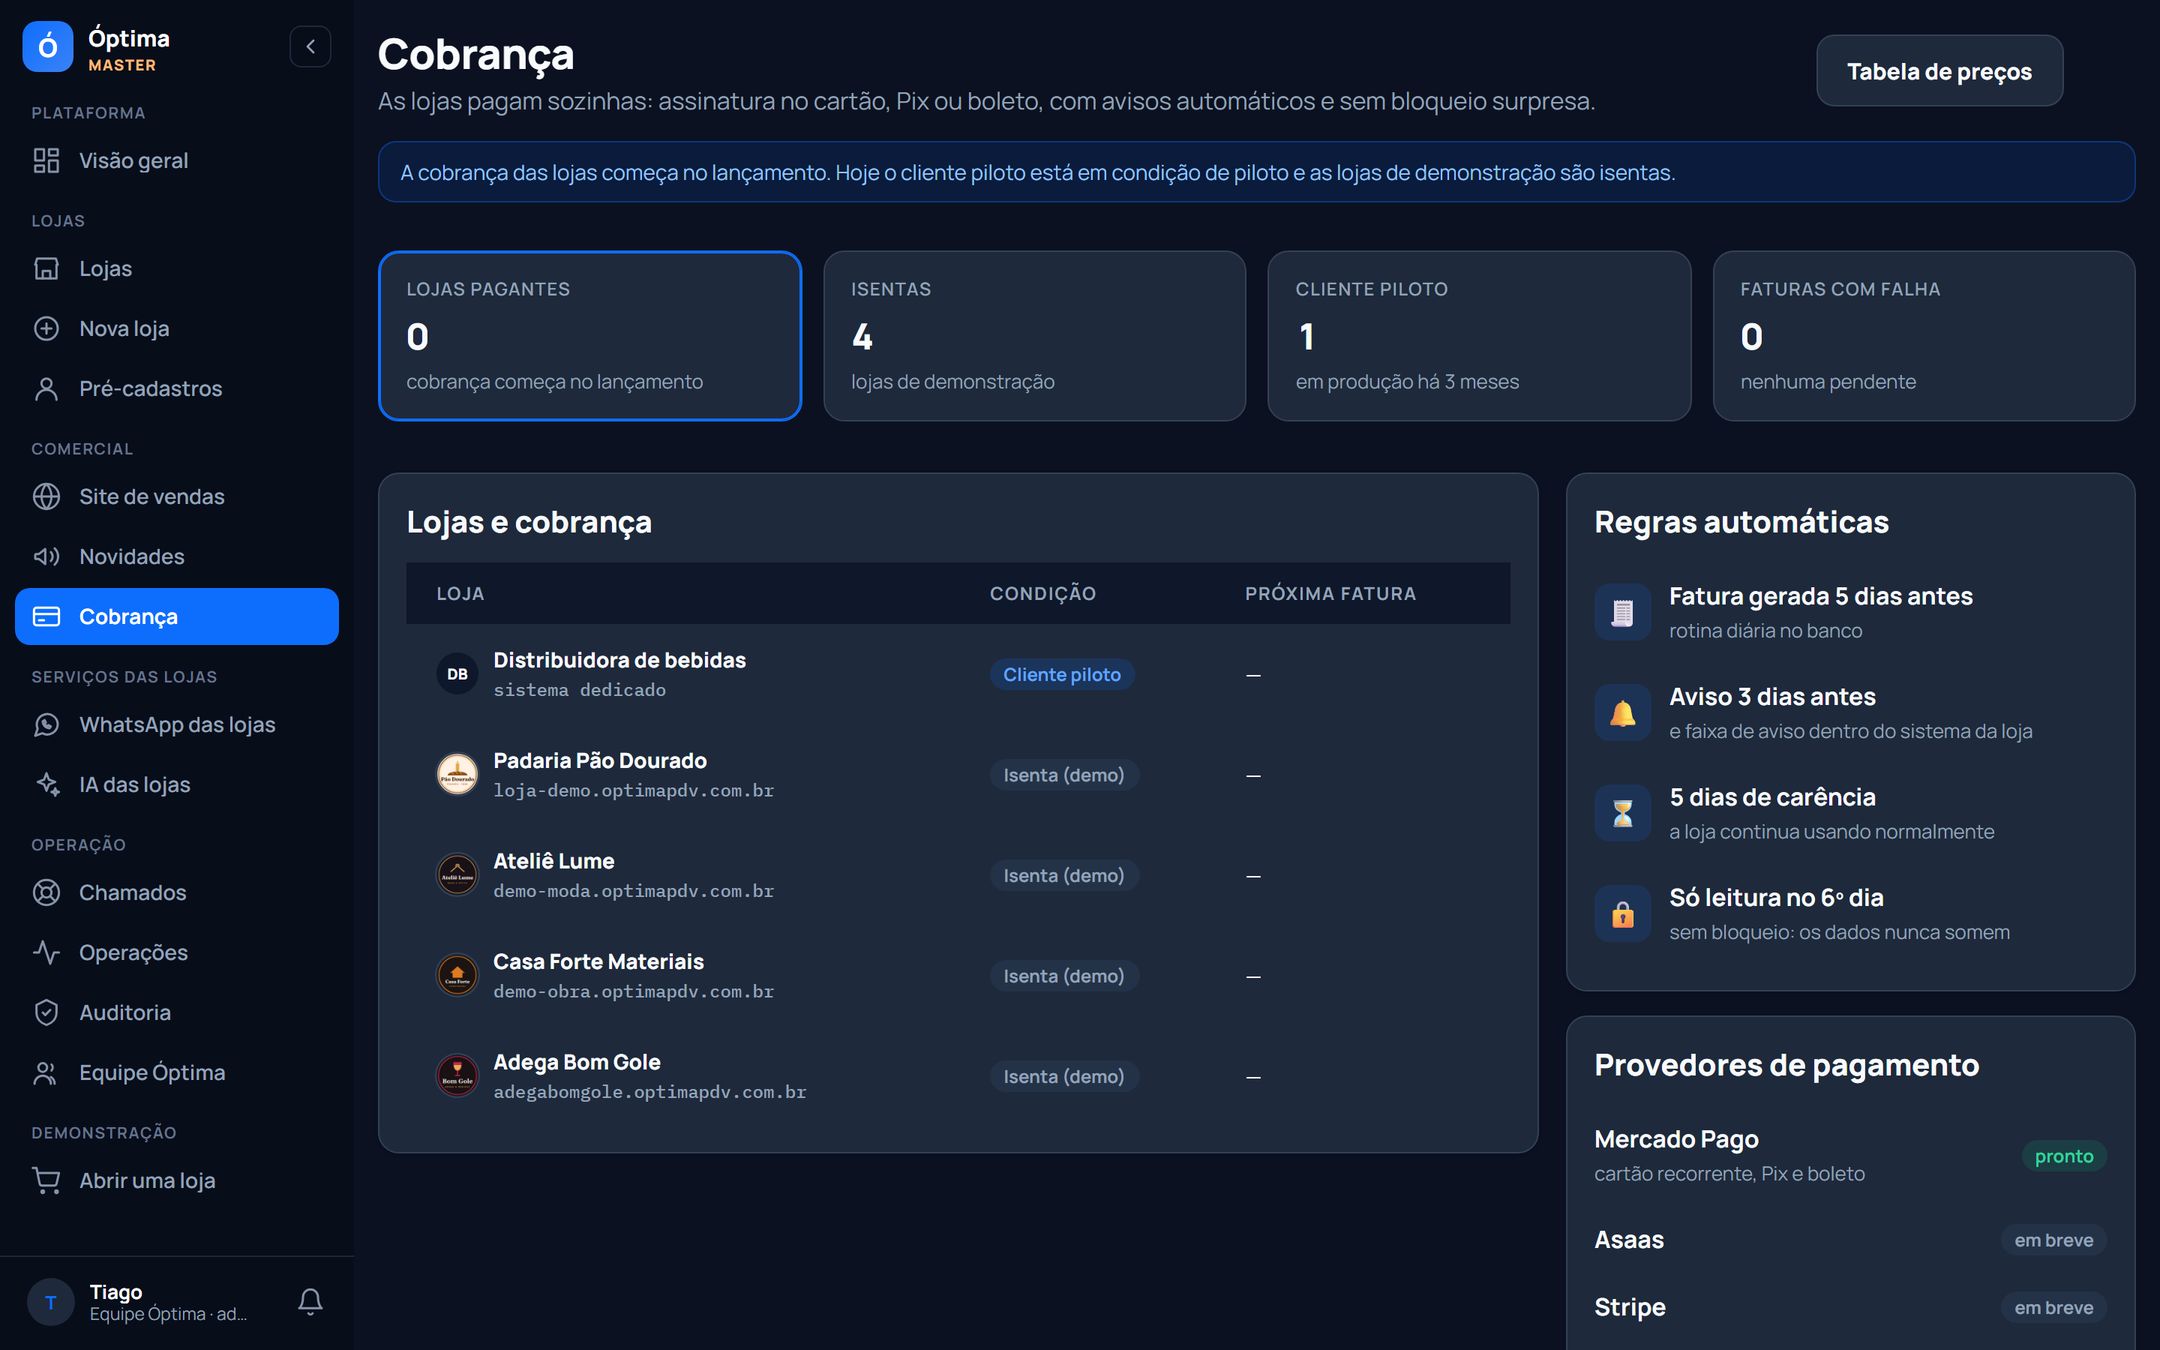 Ó
Óptima
MASTER
PLATAFORMA
Visão geral
LOJAS
Lojas
Nova loja
Pré-cadastros
COMERCIAL
Site de vendas
Novidades
Cobrança
SERVIÇOS DAS LOJAS
WhatsApp das lojas
IA das lojas
OPERAÇÃO
Chamados
Operações
Auditoria
Equipe Óptima
DEMONSTRAÇÃO
Abrir uma loja
T
Tiago
Equipe Óptima · ad...
Cobrança
As lojas pagam sozinhas: assinatura no cartão, Pix ou boleto, com avisos automáticos e sem bloqueio surpresa.
Tabela de preços
A cobrança das lojas começa no lançamento. Hoje o cliente piloto está em condição de piloto e as lojas de demonstração são isentas.
LOJAS PAGANTES
0
cobrança começa no lançamento
ISENTAS
4
lojas de demonstração
CLIENTE PILOTO
1
em produção há 3 meses
FATURAS COM FALHA
0
nenhuma pendente
Lojas e cobrança
LOJA CONDIÇÃO PRÓXIMA FATURA
DB Distribuidora de bebidas Cliente piloto —
sistema dedicado
Pão Dourado
Padaria Pão Dourado Isenta (demo) —
loja-demo.optimapdv.com.br
Ateliê Lume
Ateliê Lume Isenta (demo) —
demo-moda.optimapdv.com.br
Casa Forte
Casa Forte Materiais Isenta (demo) —
demo-obra.optimapdv.com.br
Bom Gole
Adega Bom Gole Isenta (demo) —
adegabomgole.optimapdv.com.br
Regras automáticas
Fatura gerada 5 dias antes
rotina diária no banco
Aviso 3 dias antes
e faixa de aviso dentro do sistema da loja
5 dias de carência
a loja continua usando normalmente
Só leitura no 6º dia
sem bloqueio: os dados nunca somem
Provedores de pagamento
Mercado Pago pronto
cartão recorrente, Pix e boleto
Asaas em breve
Stripe em breve